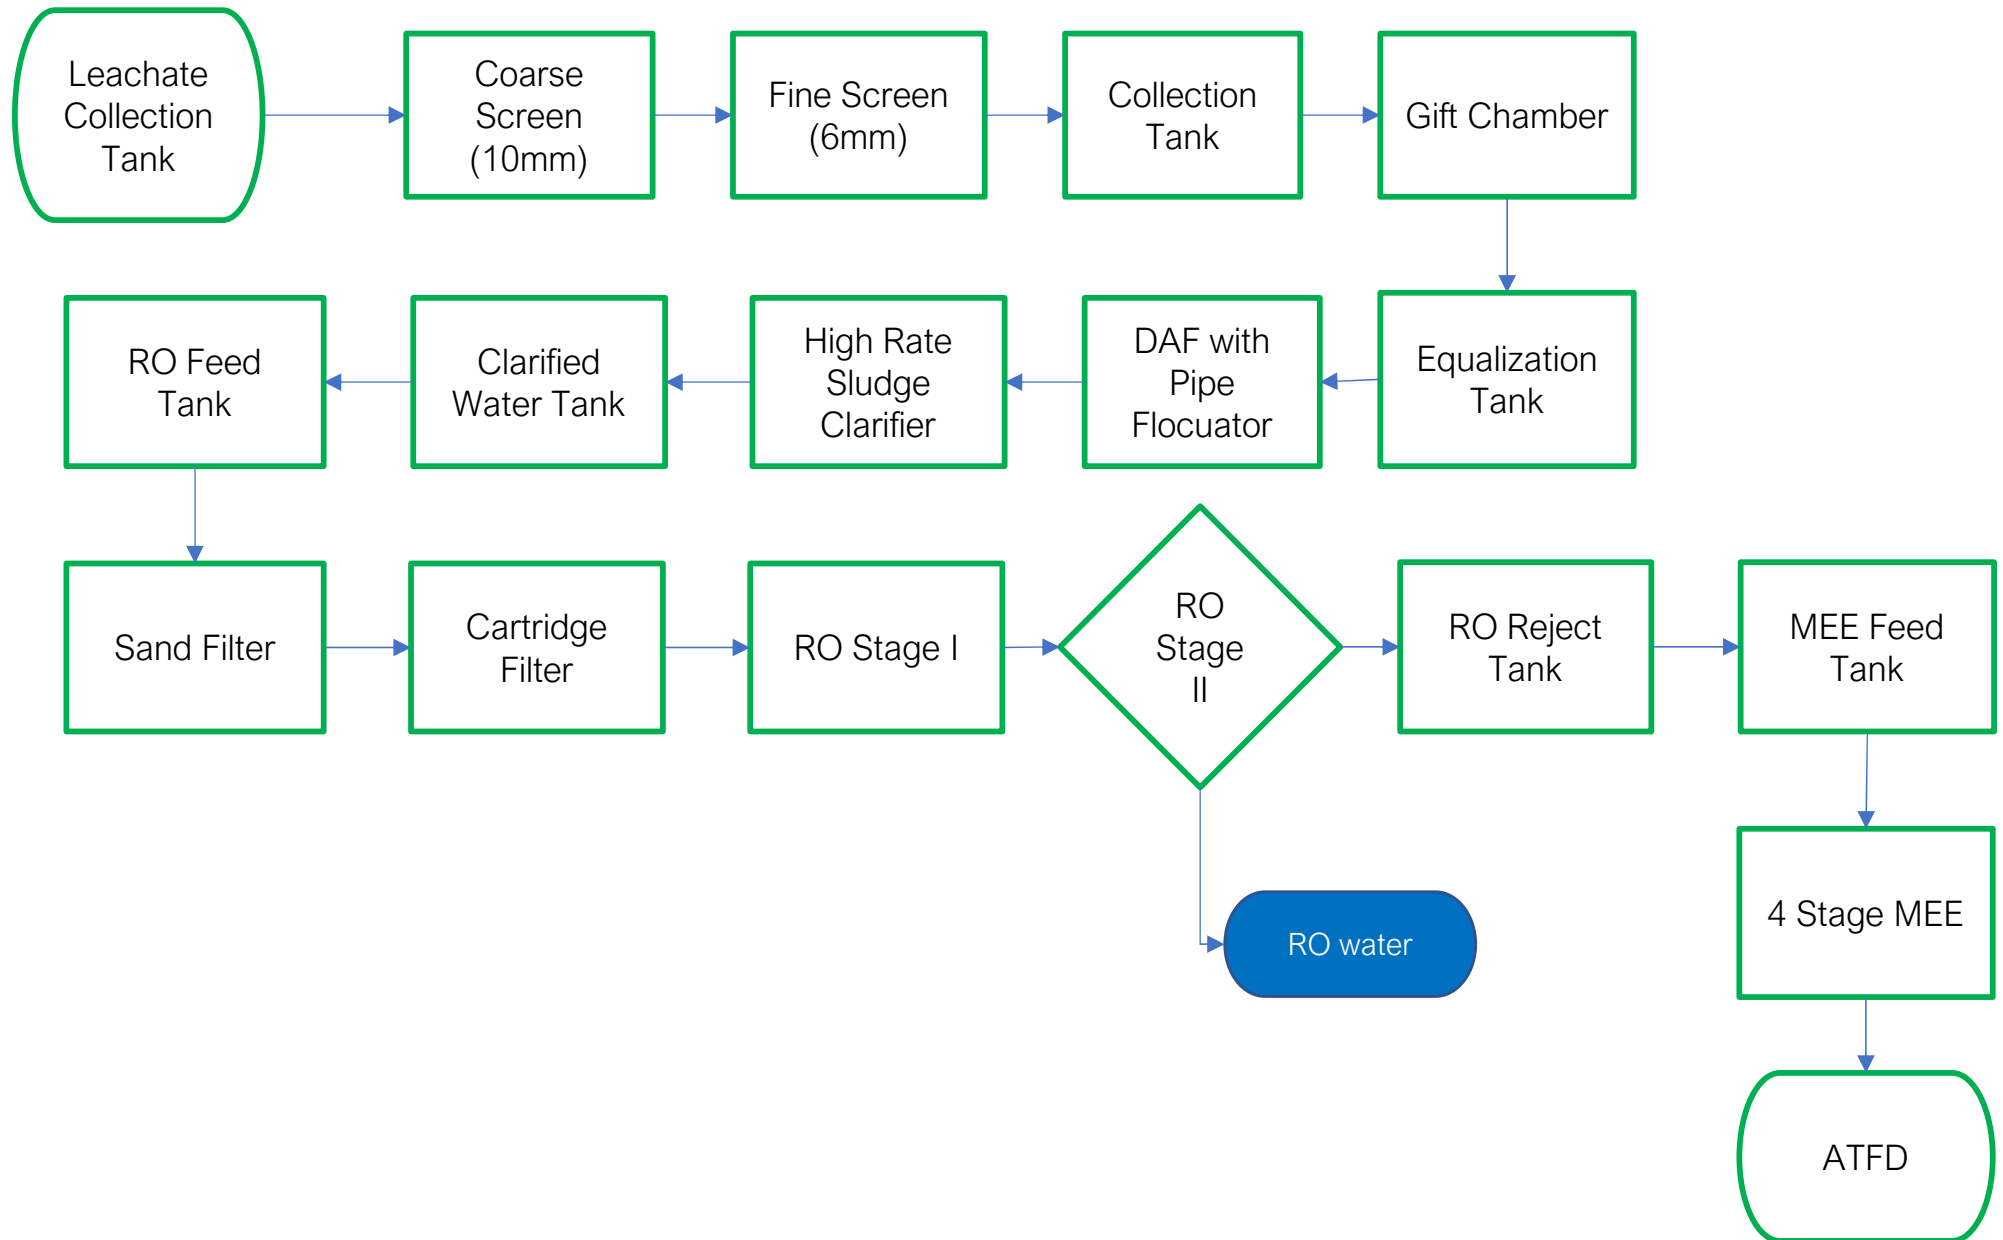 Leachate
Collection
Tank
Coarse
Screen
(10mm)
Fine Screen
(6mm)
Collection
Tank
Gift Chamber
RO Feed
Tank
Clarified
Water Tank
High Rate
Sludge
Clarifier
DAF with
Pipe
Flocuator
Equalization
Tank
Sand Filter
Cartridge
Filter
RO Stage I
RO
Stage
II
RO Reject
Tank
MEE Feed
Tank
4 Stage MEE
RO water
ATFD